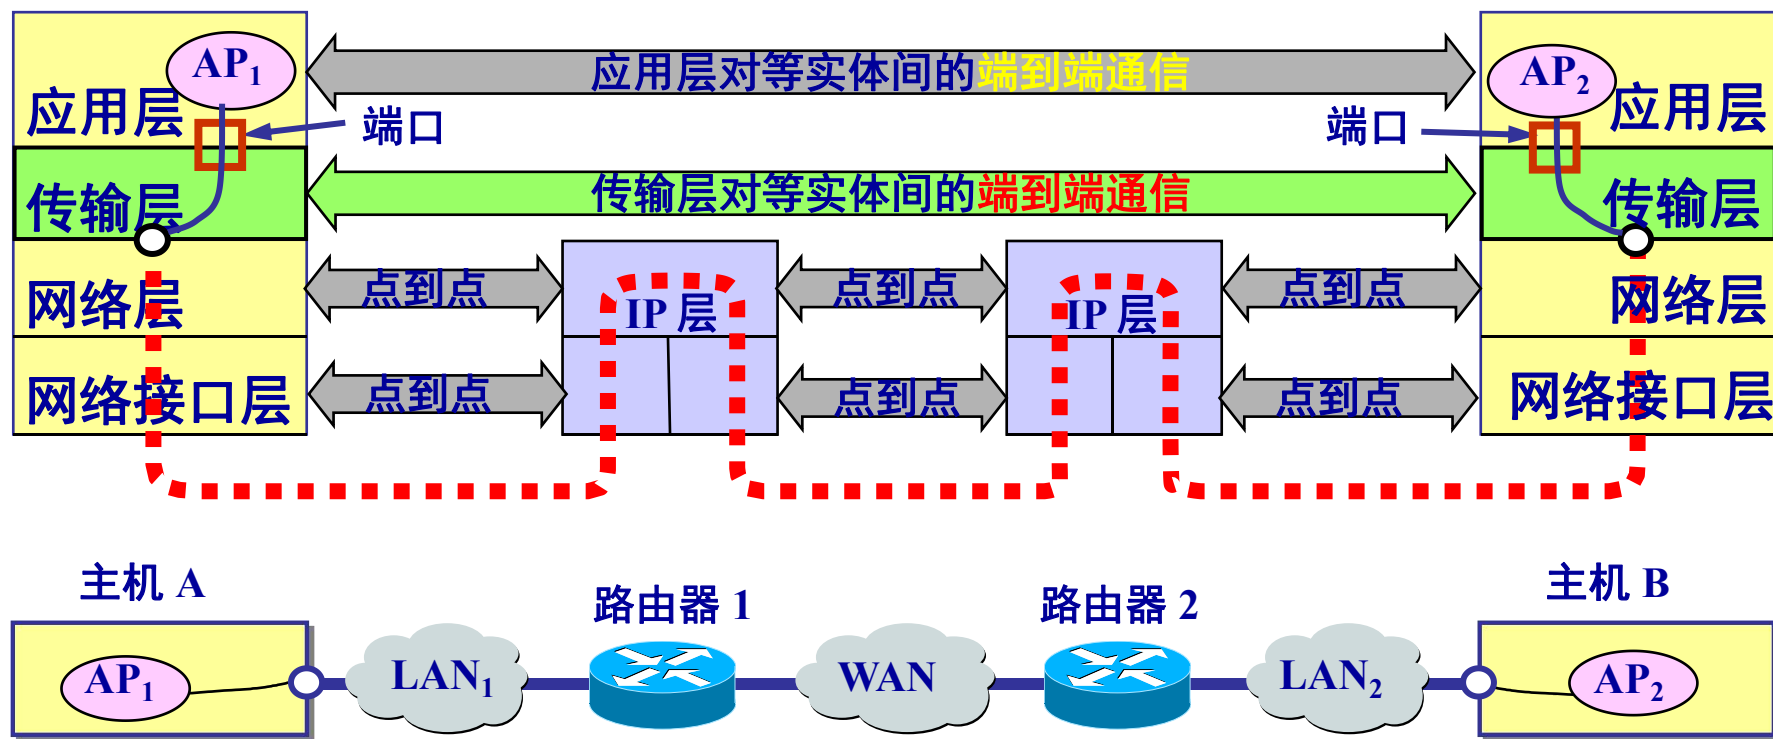 AP₁
应用层对等实体间的端到端通信
AP₂
应用层
端口
端口
应用层
传输层
传输层对等实体间的端到端通信
传输层
网络层
点到点
IP 层
点到点
IP 层
点到点
网络层
网络接口层
点到点
点到点
点到点
网络接口层
主机 A
路由器 1
路由器 2
主机 B
AP₁
LAN₁
WAN
LAN₂
AP₂